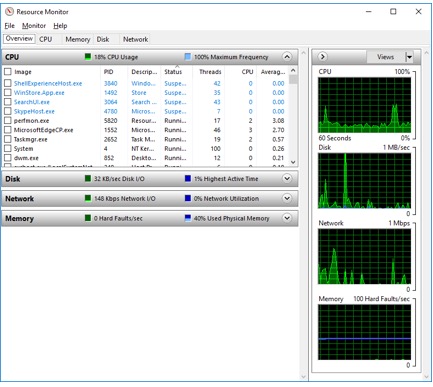 Resource Monitor
File Monitor Help
Overview CPU Memory Disk Network
CPU 18% CPU Usage 100% Maximum Frequency
Image PID Descrip... Status Threads CPU Averag...
ShellExperienceHost.exe 3840 Windo... Suspe... 42 0 0.00
WinStore.App.exe 1492 Store Suspe... 35 0 0.00
SearchUI.exe 3064 Search ... Suspe... 43 0 0.00
SkypeHost.exe 4780 Micros... Suspe... 17 0 0.00
perfmon.exe 5820 Resour... Runni... 17 2 3.08
MicrosoftEdgeCP.exe 1552 Micros... Runni... 46 3 2.70
Taskmgr.exe 2652 Task M... Runni... 19 2 0.57
System 4 NT Ker... Runni... 100 0 0.26
dwm.exe 852 Deskto... Runni... 12 0 0.21
Disk 32 KB/sec Disk I/O 1% Highest Active Time
Network 148 Kbps Network I/O 0% Network Utilization
Memory 0 Hard Faults/sec 40% Used Physical Memory
Views
CPU 100%
60 Seconds 0%
Disk 1 MB/sec
0
Network 1 Mbps
0
Memory 100 Hard Faults/sec
0